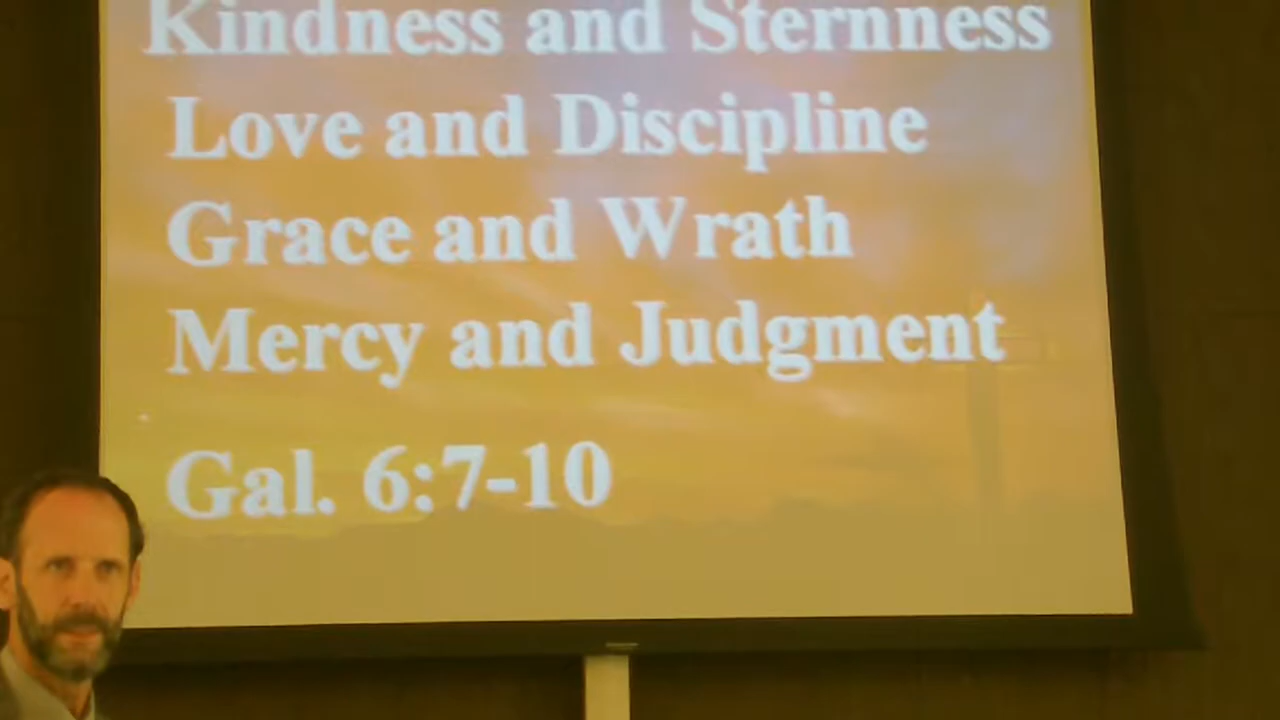 Kindness and Sternness
Love and Discipline
Grace and Wrath
Mercy and Judgment
Gal. 6:7-10